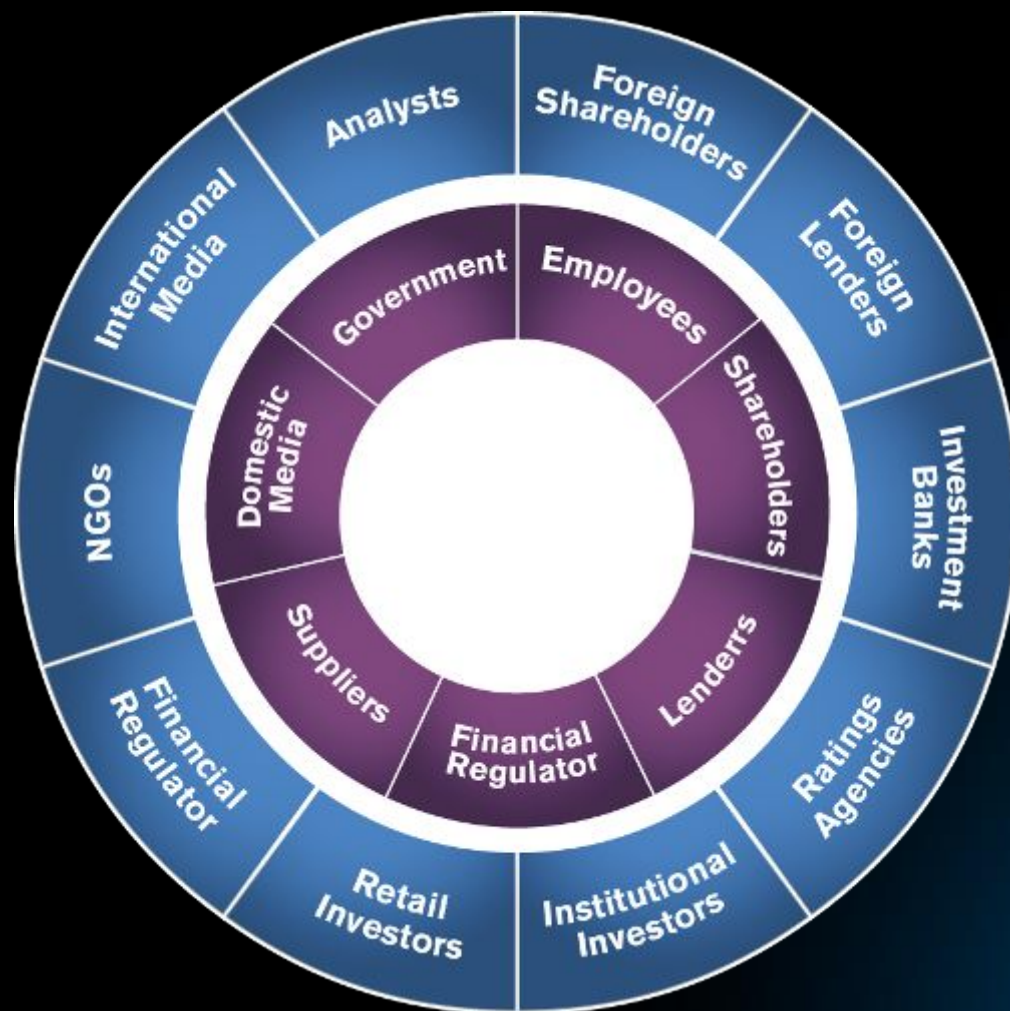 Analysts
Foreign
Shareholders
Foreign
Lenders
Investment
Banks
Ratings
Agencies
Institutional
Investors
Retail
Investors
Financial
Regulator
NGOs
International
Media
Government
Employees
Shareholders
Lenderrs
Financial
Regulator
Suppliers
Domestic
Media